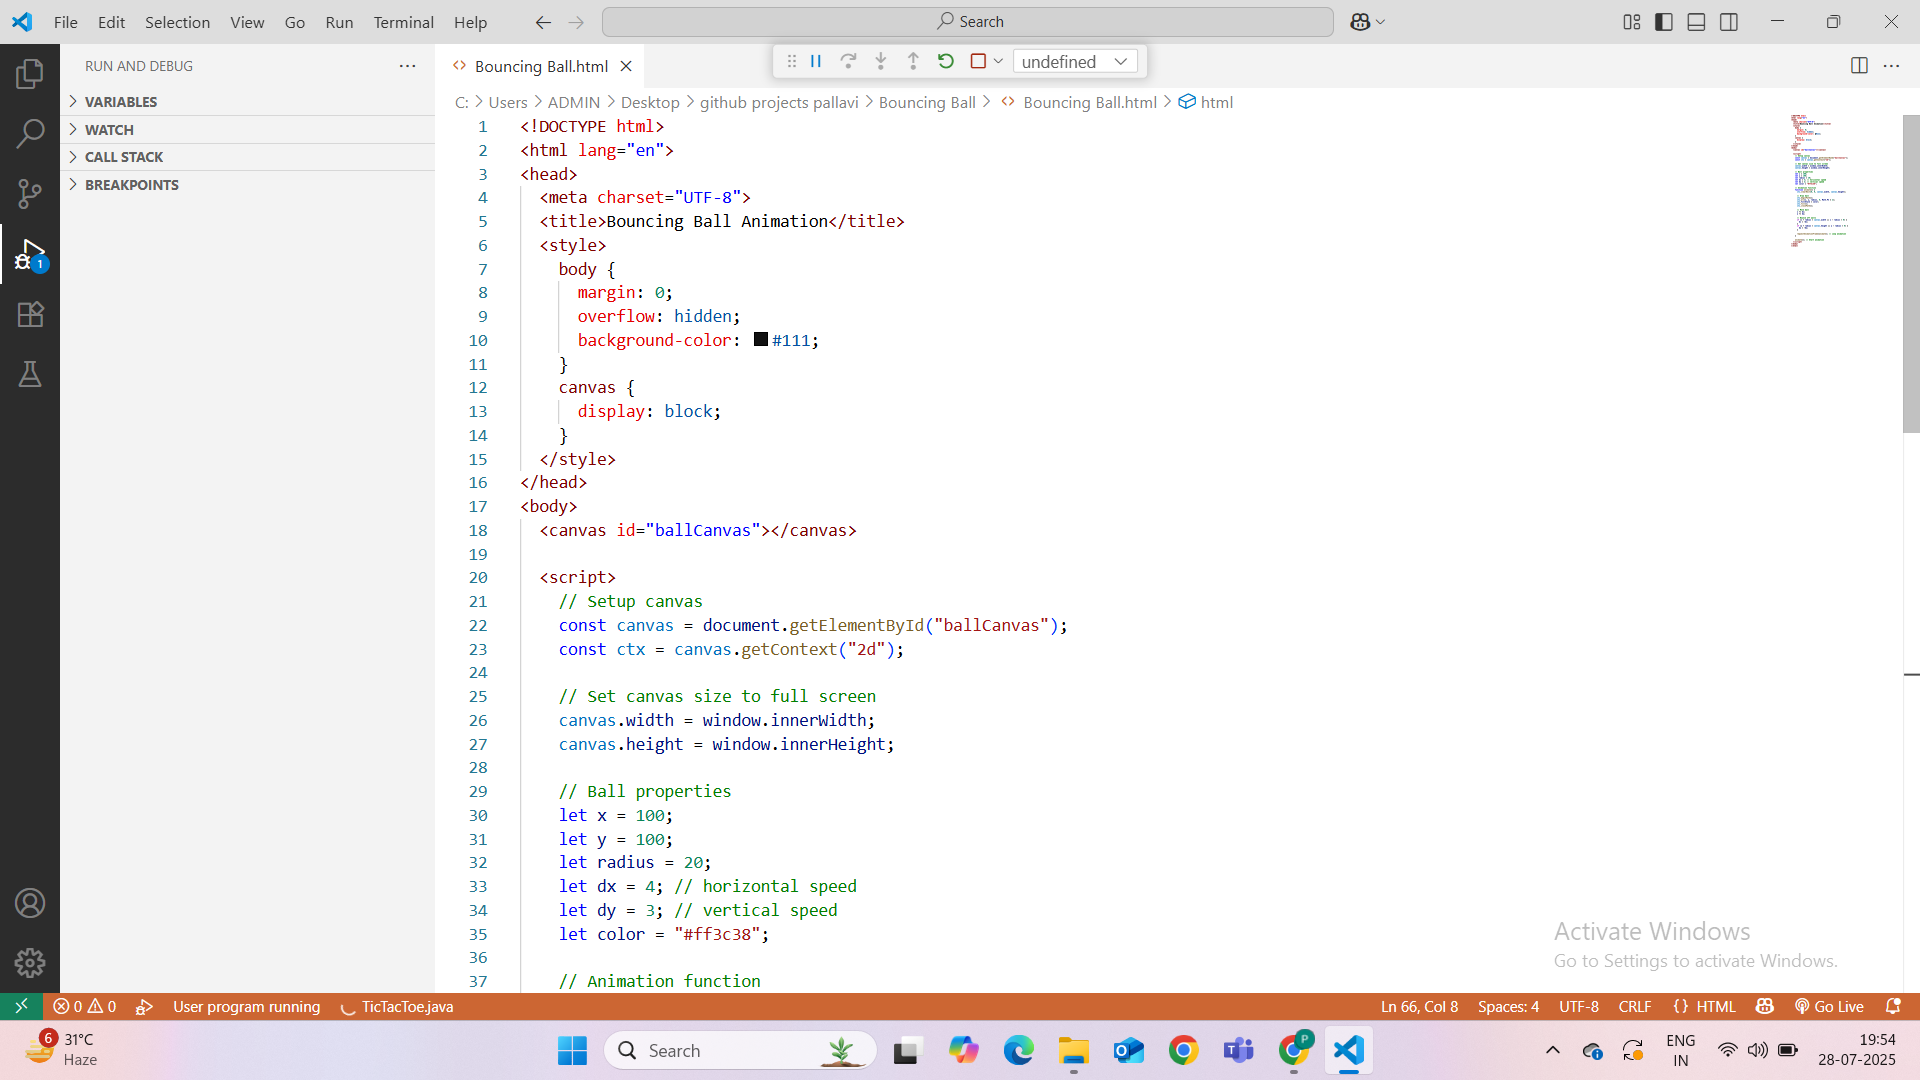 File Edit Selection View Go Run Terminal Help
Search
RUN AND DEBUG
VARIABLES
WATCH
CALL STACK
BREAKPOINTS
1
Bouncing Ball.html
undefined
C: > Users > ADMIN > Desktop > github projects pallavi > Bouncing Ball > Bouncing Ball.html > html
1 <!DOCTYPE html>
2 <html lang="en">
3 <head>
4 <meta charset="UTF-8">
5 <title>Bouncing Ball Animation</title>
6 <style>
7 body {
8 margin: 0;
9 overflow: hidden;
10 background-color: #111;
11 }
12 canvas {
13 display: block;
14 }
15 </style>
16 </head>
17 <body>
18 <canvas id="ballCanvas"></canvas>
19
20 <script>
21 // Setup canvas
22 const canvas = document.getElementById("ballCanvas");
23 const ctx = canvas.getContext("2d");
24
25 // Set canvas size to full screen
26 canvas.width = window.innerWidth;
27 canvas.height = window.innerHeight;
28
29 // Ball properties
30 let x = 100;
31 let y = 100;
32 let radius = 20;
33 let dx = 4; // horizontal speed
34 let dy = 3; // vertical speed
35 let color = "#ff3c38";
36
37 // Animation function
Activate Windows
Go to Settings to activate Windows.
0 0 User program running TicTacToe.java Ln 66, Col 8 Spaces: 4 UTF-8 CRLF {} HTML Go Live
6
31°C
Haze
Search
P
ENG
IN
19:54
28-07-2025